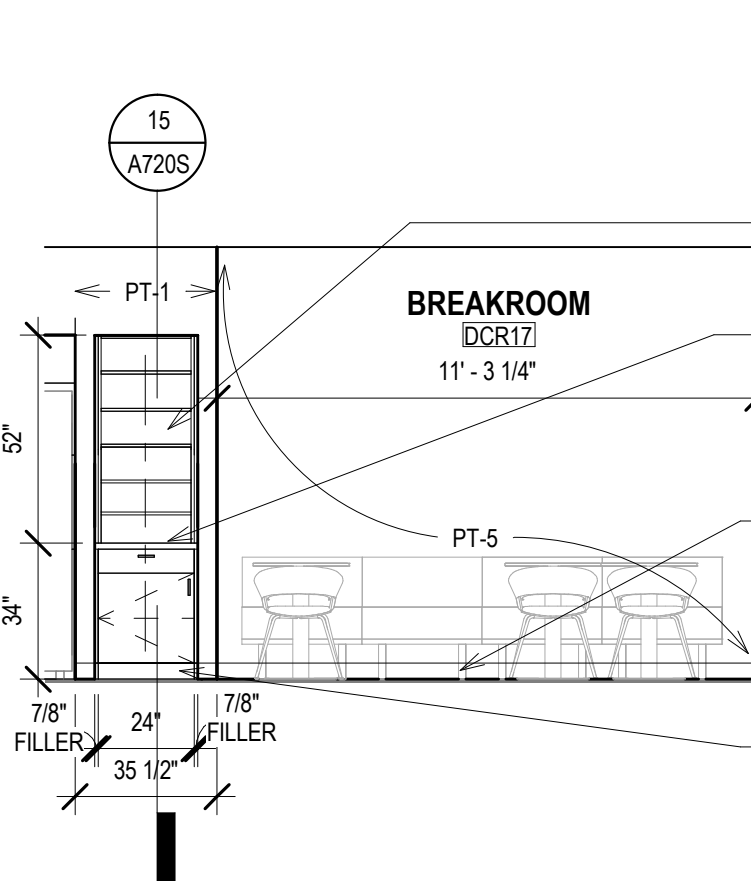 15
A720S
PT-1
BREAKROOM
DCR17
11' - 3 1/4"
52"
PT-5
34"
7/8"
FILLER
24"
7/8"
FILLER
35 1/2"